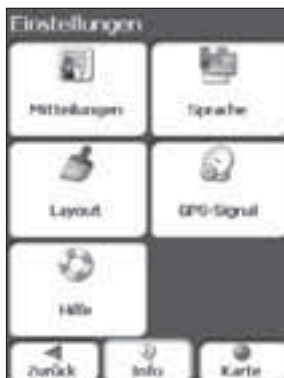 Einstellungen
Mitteilungen Sprache
Layout GPS-Signal
Hilfe
Zurück Info Karte